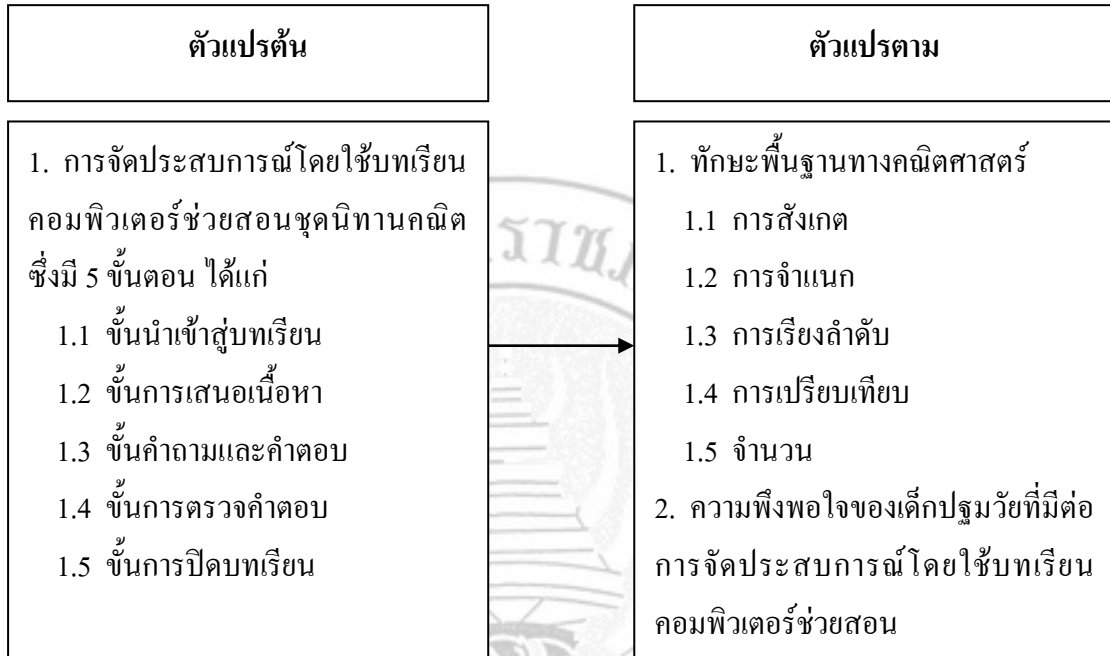 ตัวแปรต้น
1. การจัดประสบการณ์โดยใช้บทเรียน
คอมพิวเตอร์ช่วยสอนชุดนิทานคณิต
ซึ่งมี 5 ขั้นตอน ได้แก่
1.1 ขั้นนำเข้าสู่บทเรียน
1.2 ขั้นการเสนอเนื้อหา
1.3 ขั้นคำถามและคำตอบ
1.4 ขั้นการตรวจคำตอบ
1.5 ขั้นการปิดบทเรียน
ตัวแปรตาม
1. ทักษะพื้นฐานทางคณิตศาสตร์
1.1 การสังเกต
1.2 การจำแนก
1.3 การเรียงลำดับ
1.4 การเปรียบเทียบ
1.5 จำนวน
2. ความพึงพอใจของเด็กปฐมวัยที่มีต่อ
การจัดประสบการณ์โดยใช้บทเรียน
คอมพิวเตอร์ช่วยสอน